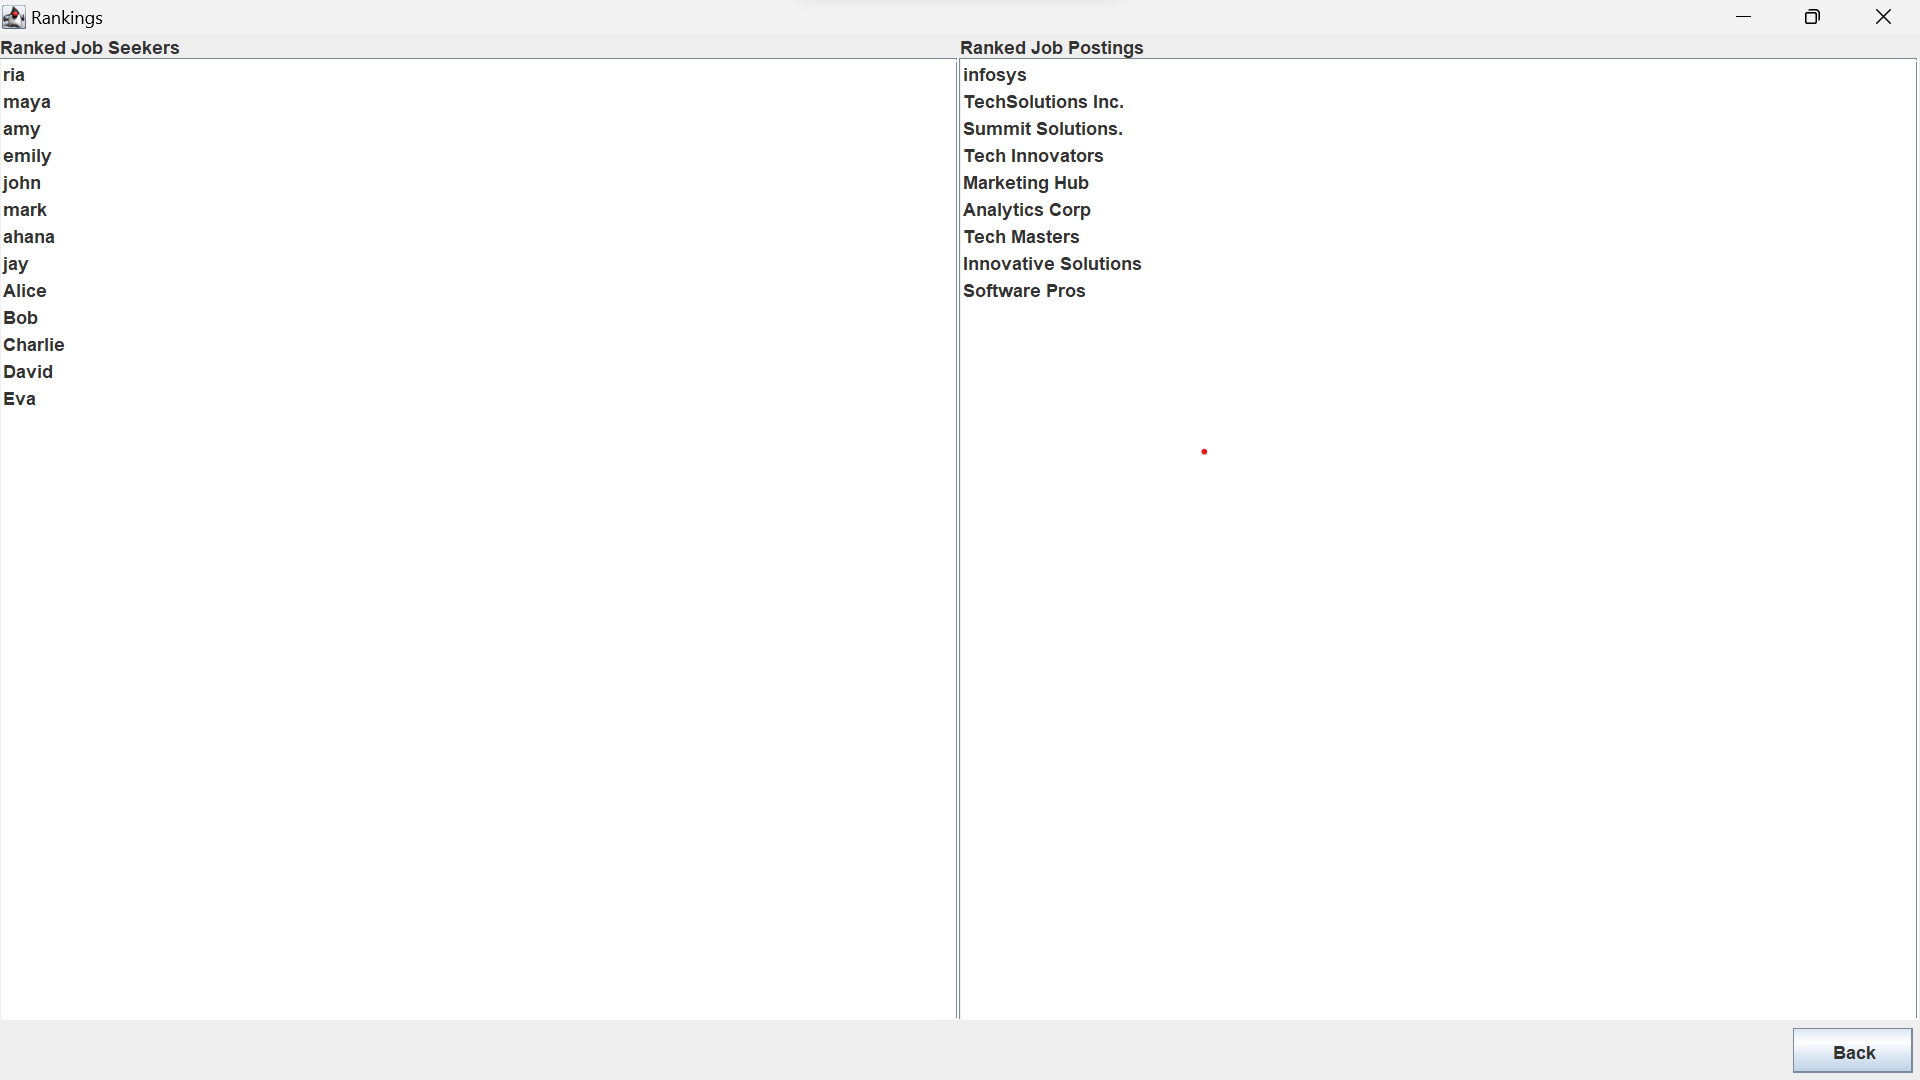 Rankings
Ranked Job Seekers
ria
maya
amy
emily
john
mark
ahana
jay
Alice
Bob
Charlie
David
Eva
Ranked Job Postings
infosys
TechSolutions Inc.
Summit Solutions.
Tech Innovators
Marketing Hub
Analytics Corp
Tech Masters
Innovative Solutions
Software Pros
Back